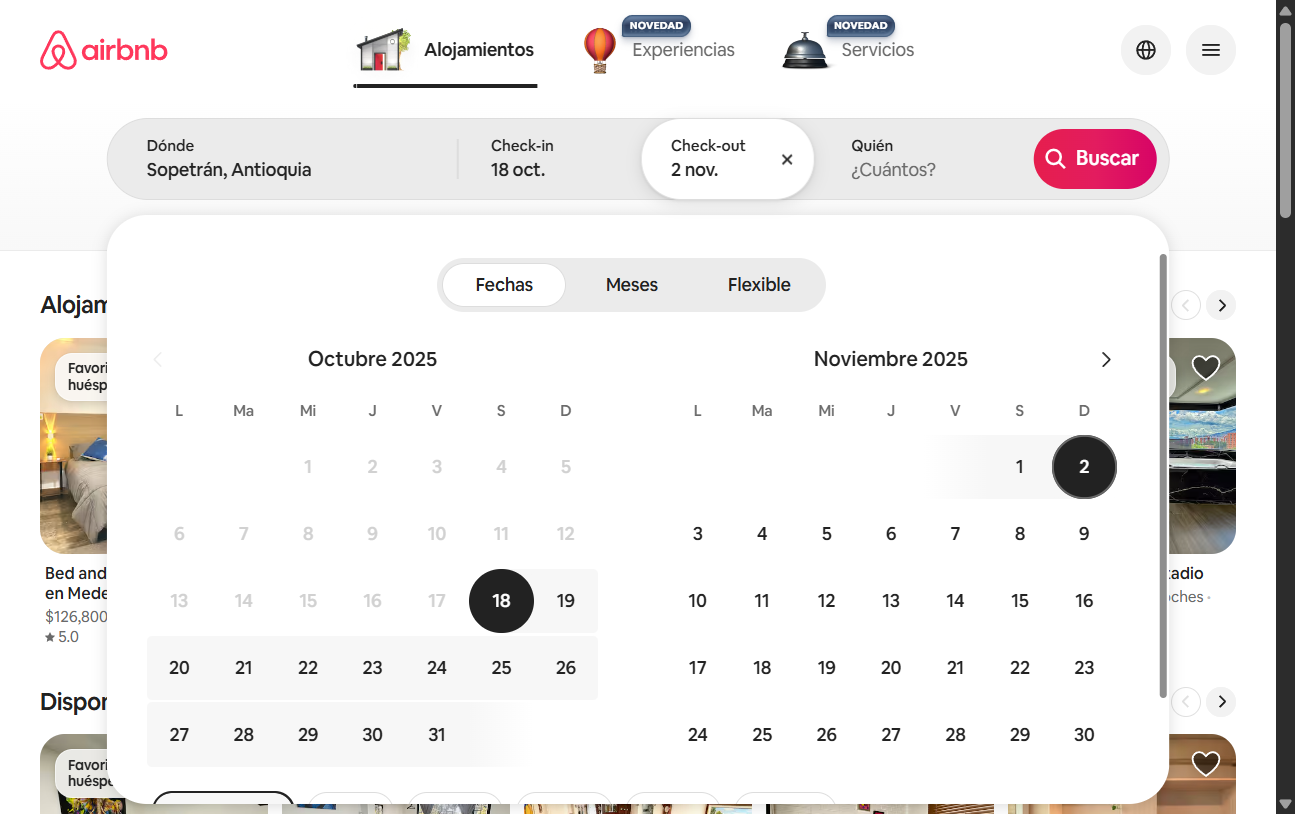 airbnb
Alojamientos
NOVEDAD
Experiencias
NOVEDAD
Servicios
Dónde
Sopetrán, Antioquia
Check-in
18 oct.
Check-out
2 nov.
Quién
¿Cuántos?
Buscar
Fechas
Meses
Flexible
Alojam
Favori
huésp
Bed and
en Mede
$126,800
5.0
tadio
oches ·
Octubre 2025
L Ma Mi J V S D
1 2 3 4 5
6 7 8 9 10 11 12
13 14 15 16 17 18 19
20 21 22 23 24 25 26
27 28 29 30 31
Noviembre 2025
L Ma Mi J V S D
1 2
3 4 5 6 7 8 9
10 11 12 13 14 15 16
17 18 19 20 21 22 23
24 25 26 27 28 29 30
Dispor
Favori
huéspe